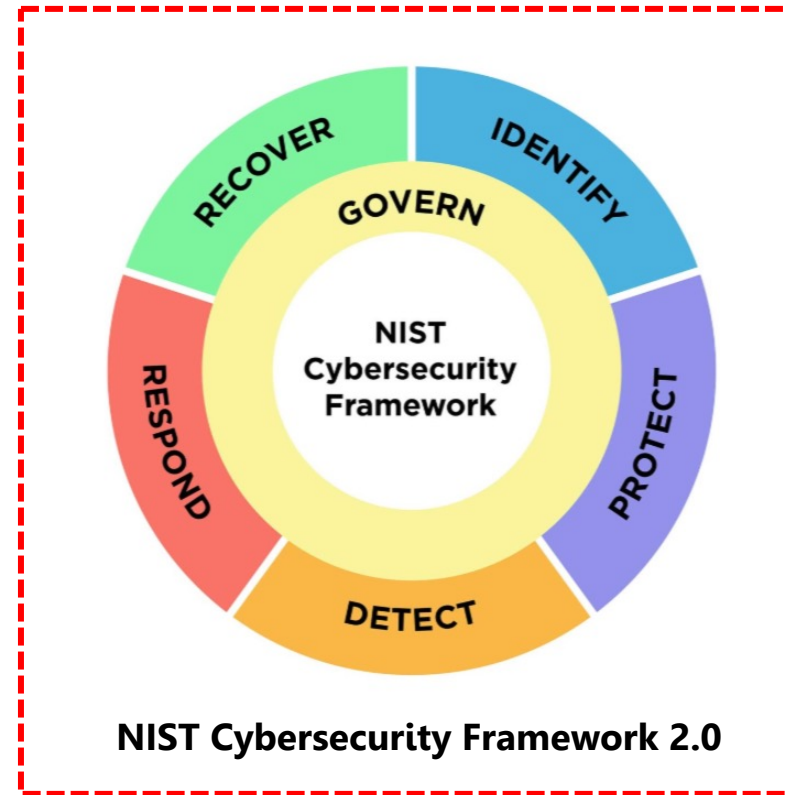 RECOVER
IDENTIFY
GOVERN
NIST
Cybersecurity
Framework
RESPOND
PROTECT
DETECT
NIST Cybersecurity Framework 2.0